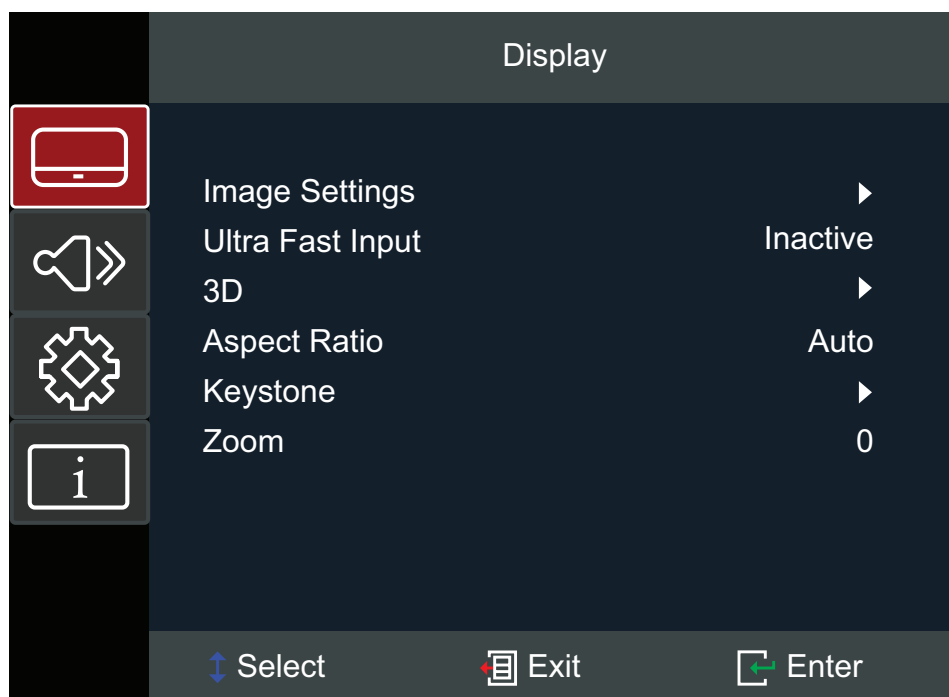 Display
Image Settings
Ultra Fast Input Inactive
3D
Aspect Ratio Auto
Keystone
Zoom 0
i
Select Exit Enter